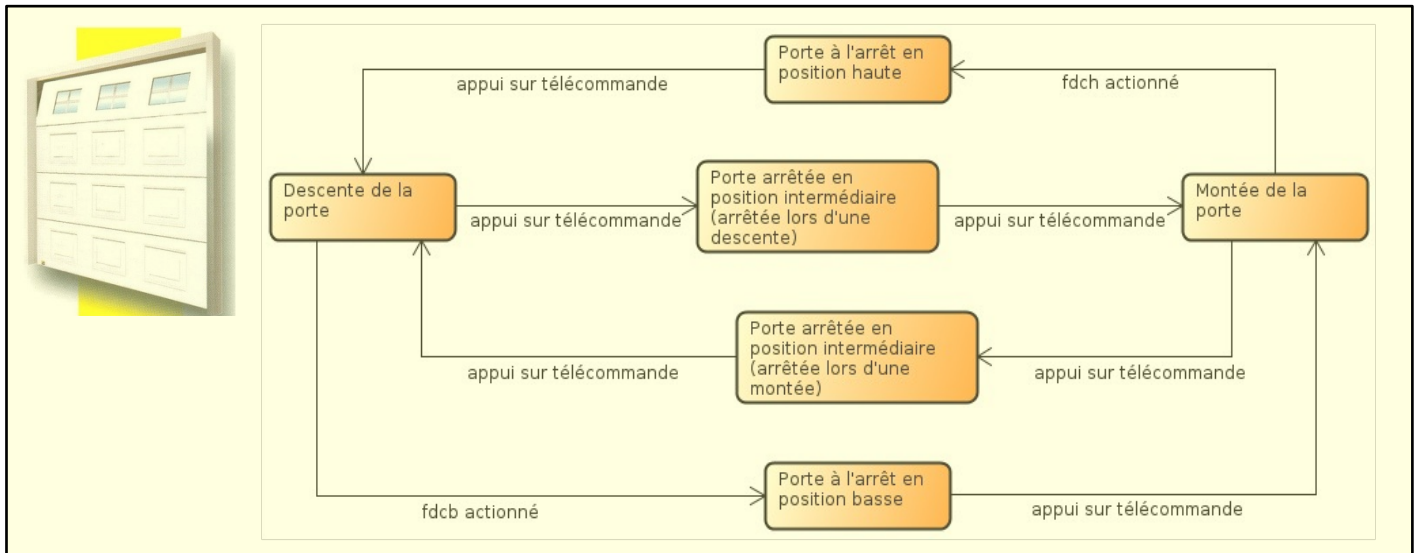 Porte à l'arrêt en
position haute
appui sur télécommande
fdch actionné
Descente de la
porte
Porte arrêtée en
position intermédiaire
(arrêtée lors d'une
descente)
Montée de la
porte
appui sur télécommande
appui sur télécommande
Porte arrêtée en
position intermédiaire
(arrêtée lors d'une
montée)
appui sur télécommande
appui sur télécommande
Porte à l'arrêt en
position basse
fdcb actionné
appui sur télécommande